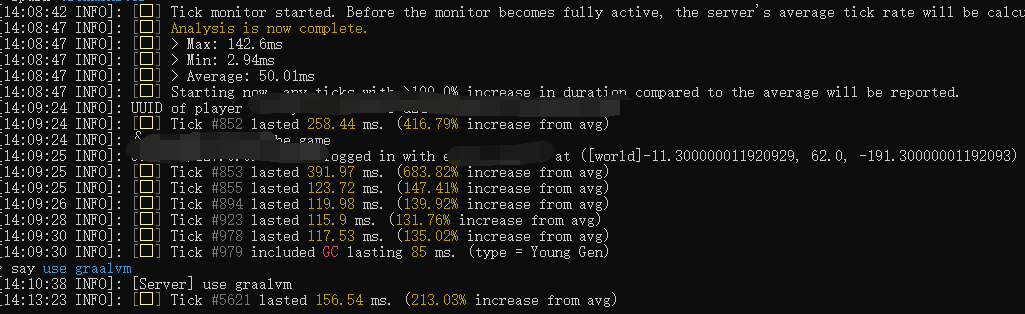 [14:08:42 INFO]: [□] Tick monitor started. Before the monitor becomes fully active, the server's average tick rate will be calcu
[14:08:47 INFO]: [□] Analysis is now complete.
[14:08:47 INFO]: [□] > Max: 142.6ms
[14:08:47 INFO]: [□] > Min: 2.94ms
[14:08:47 INFO]: [□] > Average: 50.01ms
[14:08:47 INFO]: [□] Starting now, any ticks with >100.0% increase in duration compared to the average will be reported.
[14:09:24 INFO]: UUID of player
[14:09:24 INFO]: [□] Tick #852 lasted 258.44 ms. (416.79% increase from avg)
[14:09:24 INFO]: game
[14:09:25 INFO]: logged in with at ([world]-11.300000011920929, 62.0, -191.30000001192093)
[14:09:25 INFO]: [□] Tick #853 lasted 391.97 ms. (683.82% increase from avg)
[14:09:25 INFO]: [□] Tick #855 lasted 123.72 ms. (147.41% increase from avg)
[14:09:26 INFO]: [□] Tick #894 lasted 119.98 ms. (139.92% increase from avg)
[14:09:28 INFO]: [□] Tick #923 lasted 115.9 ms. (131.76% increase from avg)
[14:09:30 INFO]: [□] Tick #978 lasted 117.53 ms. (135.02% increase from avg)
[14:09:30 INFO]: [□] Tick #979 included GC lasting 85 ms. (type = Young Gen)
> say use graalvm
[14:10:38 INFO]: [Server] use graalvm
[14:13:23 INFO]: [□] Tick #5621 lasted 156.54 ms. (213.03% increase from avg)